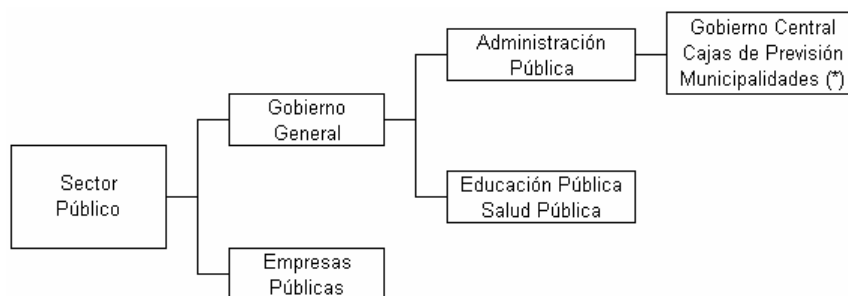 Sector
Público
Gobierno
General
Empresas
Públicas
Administración
Pública
Educación Pública
Salud Pública
Gobierno Central
Cajas de Previsión
Municipalidades (*)